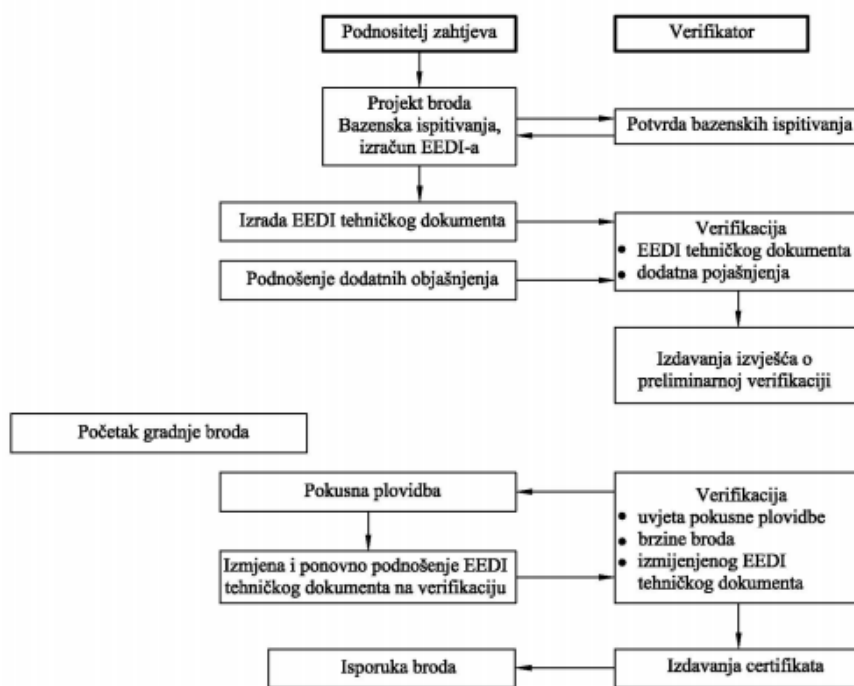 Podnositelj zahtjeva
Verifikator
Projekt broda
Bazenska ispitivanja,
izračun EEDI-a
Potvrda bazenskih ispitivanja
Izrada EEDI tehničkog dokumenta
Verifikacija
• EEDI tehničkog dokumenta
• dodatna pojašnjenja
Podnošenje dodatnih objašnjenja
Izdavanja izvješća o
preliminarnoj verifikaciji
Početak gradnje broda
Pokusna plovidba
Verifikacija
• uvjeta pokusne plovidbe
• brzine broda
• izmijenjenog EEDI
tehničkog dokumenta
Izmjena i ponovno podnošenje EEDI
tehničkog dokumenta na verifikaciju
Isporuka broda
Izdavanja certifikata